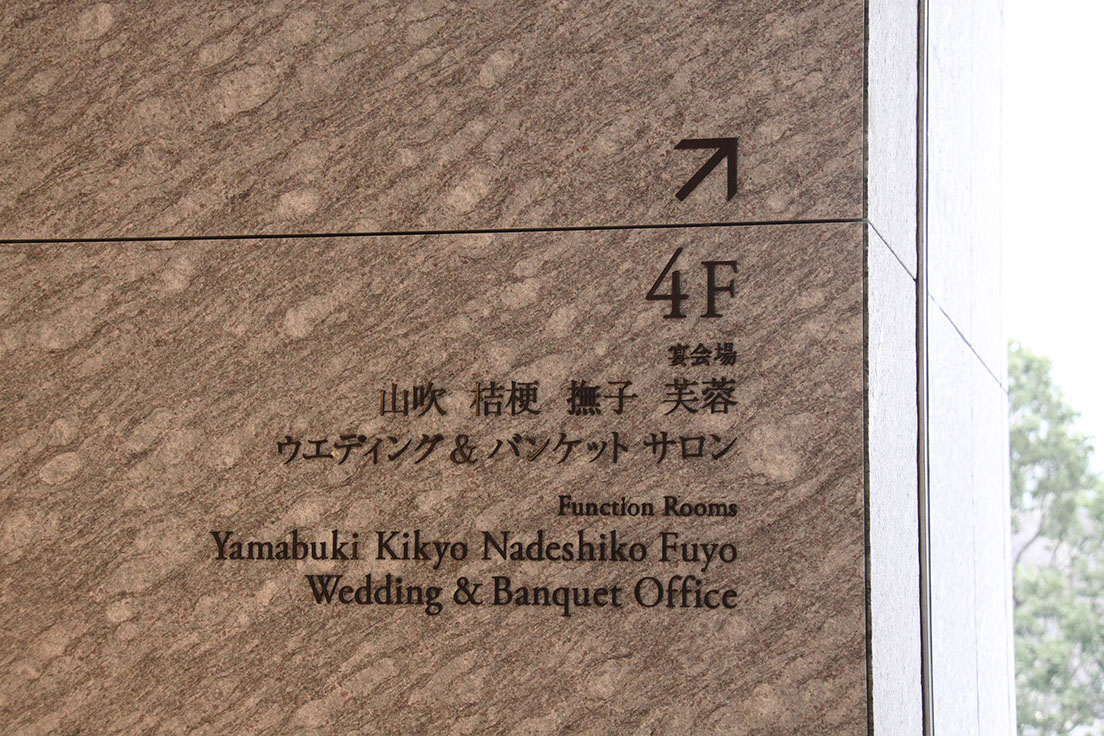 4F
宴会場
山吹 桔梗 撫子 芙蓉
ウエディング & バンケット サロン
Function Rooms
Yamabuki Kikyo Nadeshiko Fuyo
Wedding & Banquet Office